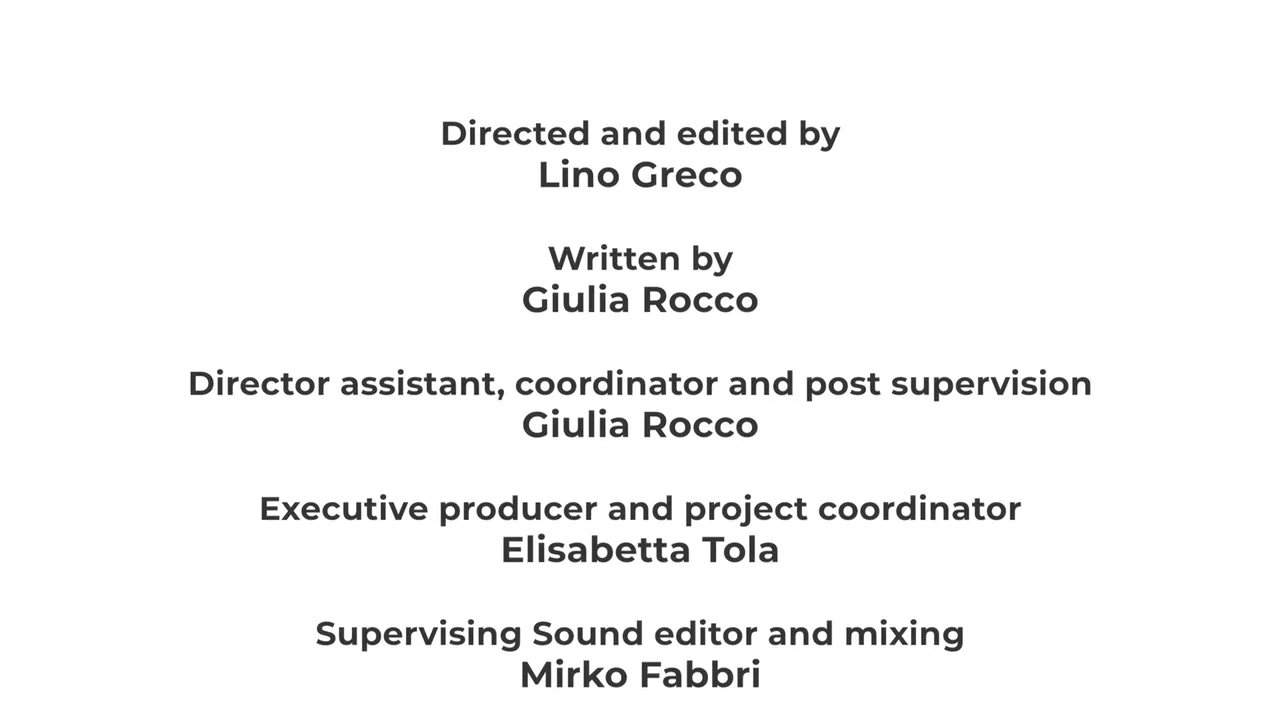 Directed and edited by
Lino Greco
Written by
Giulia Rocco
Director assistant, coordinator and post supervision
Giulia Rocco
Executive producer and project coordinator
Elisabetta Tola
Supervising Sound editor and mixing
Mirko Fabbri